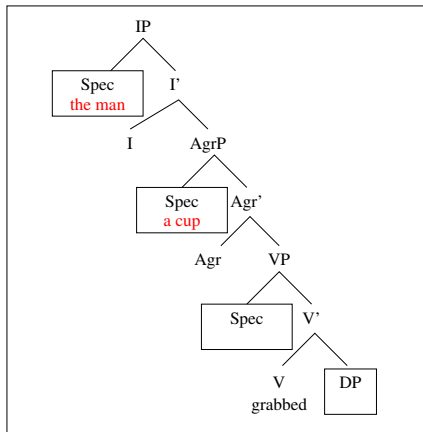 IP
Spec
the man
I'
I
AgrP
Spec
a cup
Agr'
Agr
VP
Spec
V'
V
grabbed
DP